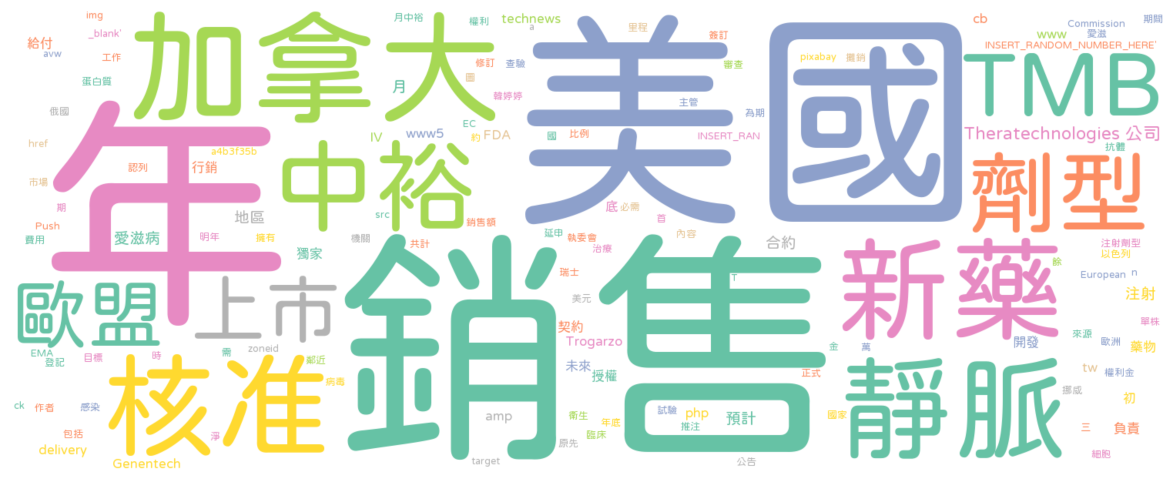 img
月中裕
權利
technews
里程
cb
Commission
期間
_blank'
a
簽訂
www
愛滋
給付
avw
工作
加拿大
美國
INSERT_RANDOM_NUMBER_HERE'
修訂
查驗
審查
pixabay
撤銷
TMB
蛋白質
月
圖
韓婷婷
主管
俄國
EC
為期
IV
www5
約
FDA
國
比例
INSERT_RAN
Theratechnologies 公司
href
a4b3f35b
年
中裕
抗體
認列
行銷
劑型
市場
期
地區
src
銷售額
底
必需
首
Push
愛滋病
明年
擁有
機關
共計
延申
執委會
內容
費用
獨家
治療
合約
新藥
注射劑型
以色列
餘
瑞士
T
European
n
歐盟
上市
銷售
美元
注射
契約
單株
Trogarzo
開發
來源
歐洲
藥物
EMA
登記
目標
時
需
zoneid
鄰近
未來
授權
金
萬
核准
病毒
正式
靜脈
tw
權利金
挪威
初
ck
作者
感染
amp
衛生
年底
試驗
php
預計
國家
推注
包括
淨
原先
臨床
三
負責
delivery
Genentech
target
公告
細胞